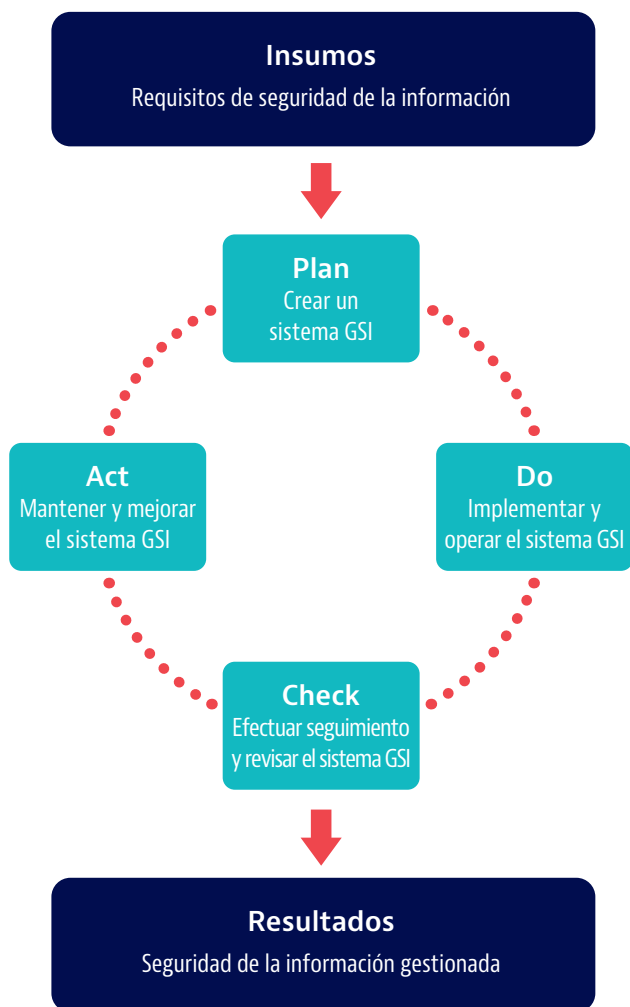 Insumos
Requisitos de seguridad de la información
Plan
Crear un
sistema GSI
Act
Mantener y mejorar
el sistema GSI
Do
Implementar y
operar el sistema GSI
Check
Efectuar seguimiento
y revisar el sistema GSI
Resultados
Seguridad de la información gestionada